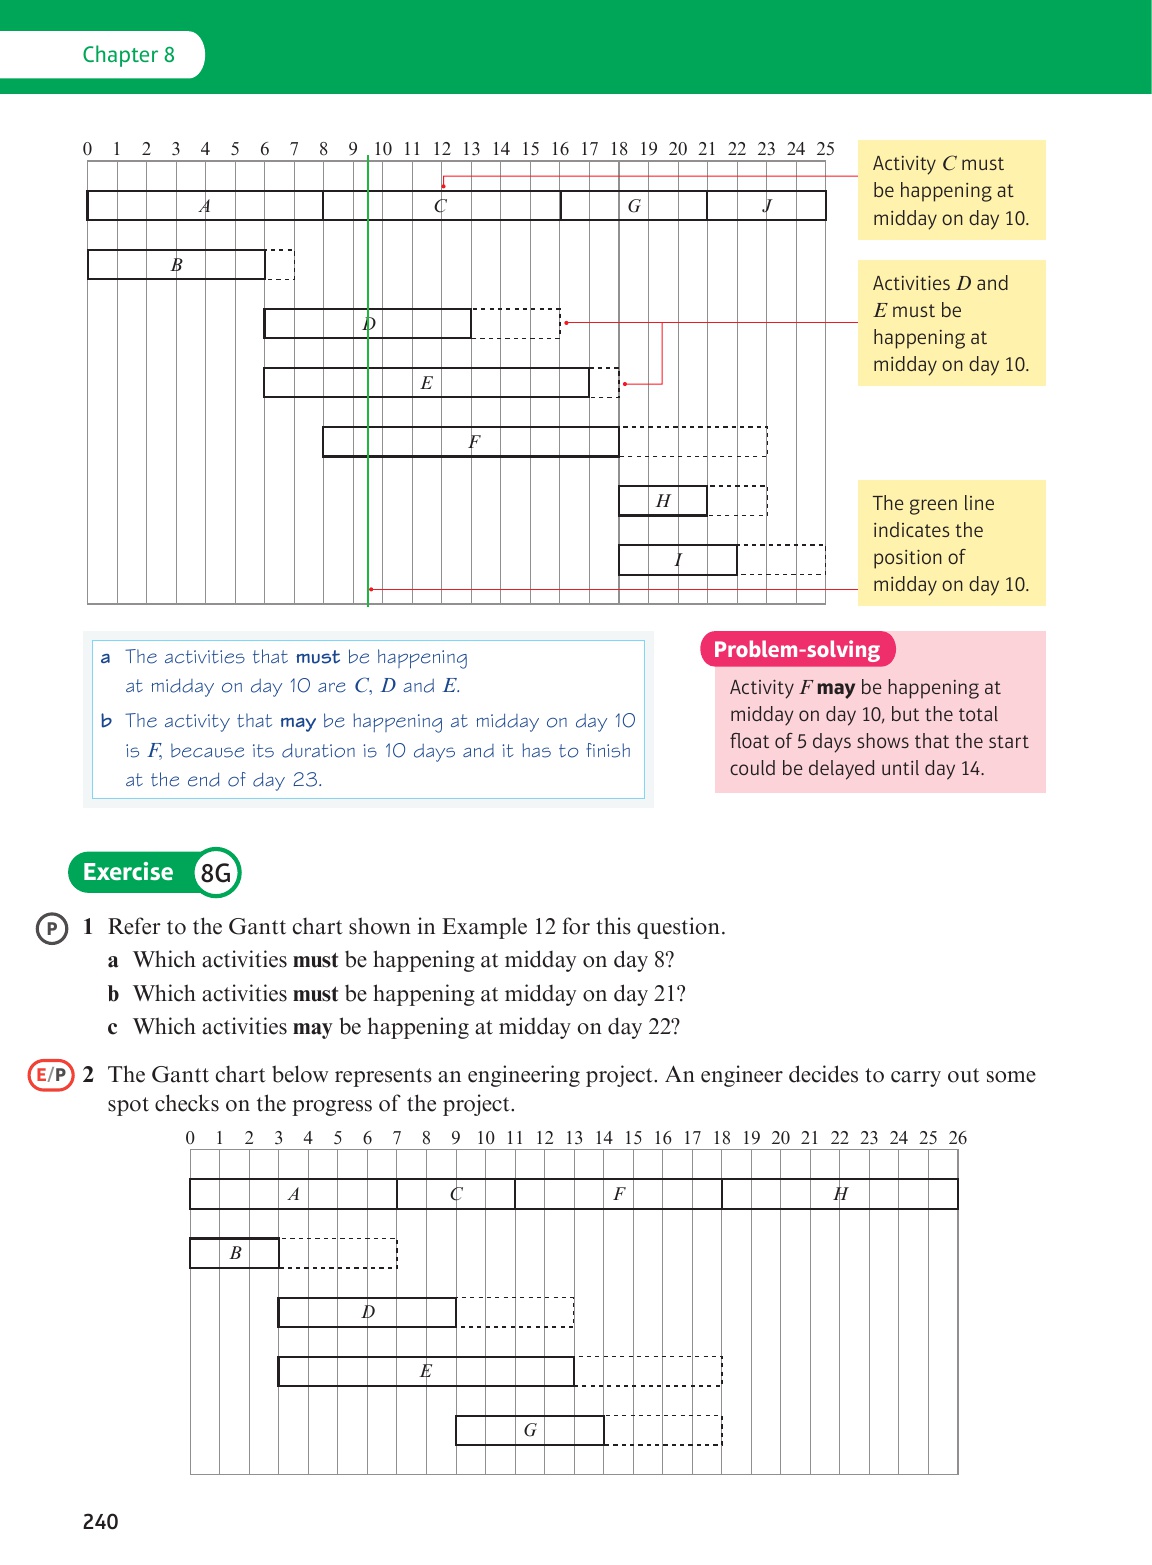 Chapter 8
0 1 2 3 4 5 6 7 8 9 10 11 12 13 14 15 16 17 18 19 20 21 22 23 24 25
A C G J
B
D
E
F
H
I
Activity C must
be happening at
midday on day 10.
Activities D and
E must be
happening at
midday on day 10.
The green line
indicates the
position of
midday on day 10.
a The activities that must be happening
at midday on day 10 are C, D and E.
b The activity that may be happening at midday on day 10
is F, because its duration is 10 days and it has to finish
at the end of day 23.
Problem-solving
Activity F may be happening at
midday on day 10, but the total
float of 5 days shows that the start
could be delayed until day 14.
Exercise 8G
P 1 Refer to the Gantt chart shown in Example 12 for this question.
a Which activities must be happening at midday on day 8?
b Which activities must be happening at midday on day 21?
c Which activities may be happening at midday on day 22?
E/P 2 The Gantt chart below represents an engineering project. An engineer decides to carry out some
spot checks on the progress of the project.
0 1 2 3 4 5 6 7 8 9 10 11 12 13 14 15 16 17 18 19 20 21 22 23 24 25 26
A C F H
B
D
E
G
240